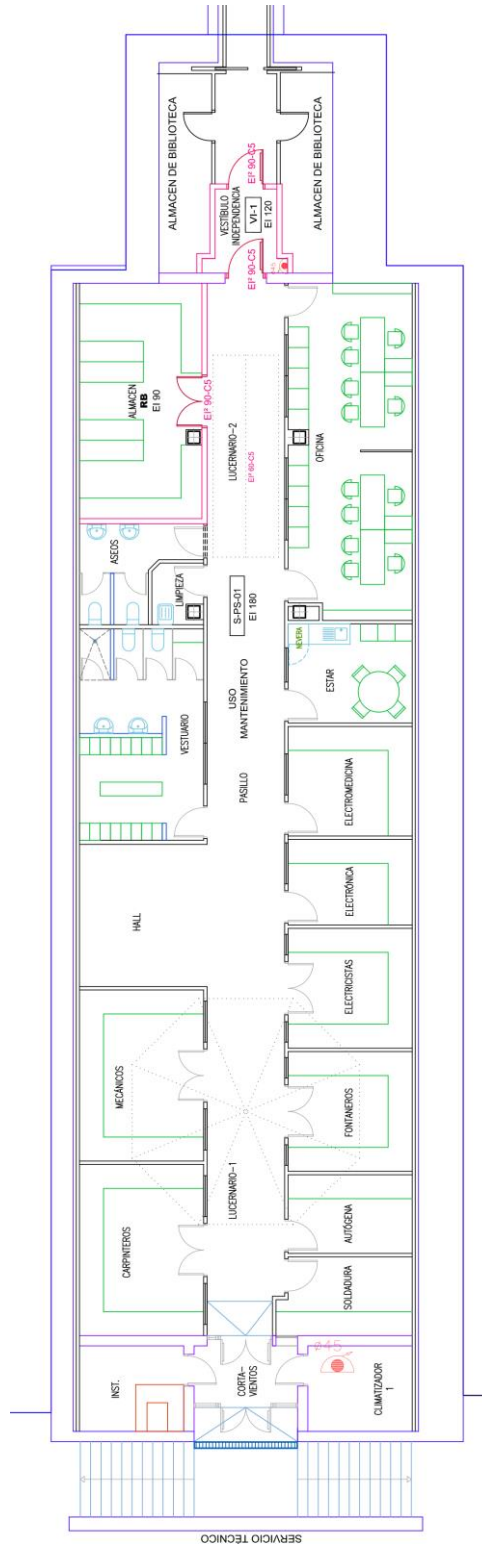 ALMACEN DE BIBLIOTECA
ALMACEN DE BIBLIOTECA
EI² 90-C5
VESTÍBULO
INDEPENDENCIA
VI-1
EI 120
EI² 90-C5
ALMACEN
RB
EI 90
EI² 90-C5
LUCERNARIO-2
EI² 60-C5
OFICINA
ASEOS
LIMPIEZA
S-PS-01
EI 180
NEVERA
ESTAR
USO
MANTENIMIENTO
VESTUARIO
PASILLO
ELECTROMEDICINA
HALL
ELECTRÓNICA
ELECTRICISTAS
MECÁNICOS
FONTANEROS
LUCERNARIO-1
CARPINTEROS
AUTÓGENA
SOLDADURA
INST.
CORTA-
VIENTOS
ø45
CLIMATIZADOR
1
SERVICIO TÉCNICO